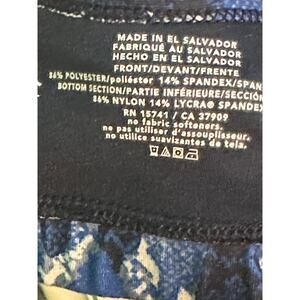 MADE IN EL SALVADOR
FABRIQUÉ AU SALVADOR
HECHO EN EL SALVADOR
FRONT/DEVANT/FRENTE
86% POLYESTER/poliéster 14% SPANDEX/SPAN
BOTTOM SECTION/PARTIE INFÉRIEURE/SECCIÓN
86% NYLON 14% LYCRA® SPANDEX
RN 15741 / CA 37909
no fabric softeners.
ne pas utiliser d'assouplisseur.
no utilice suavizantes de tela.